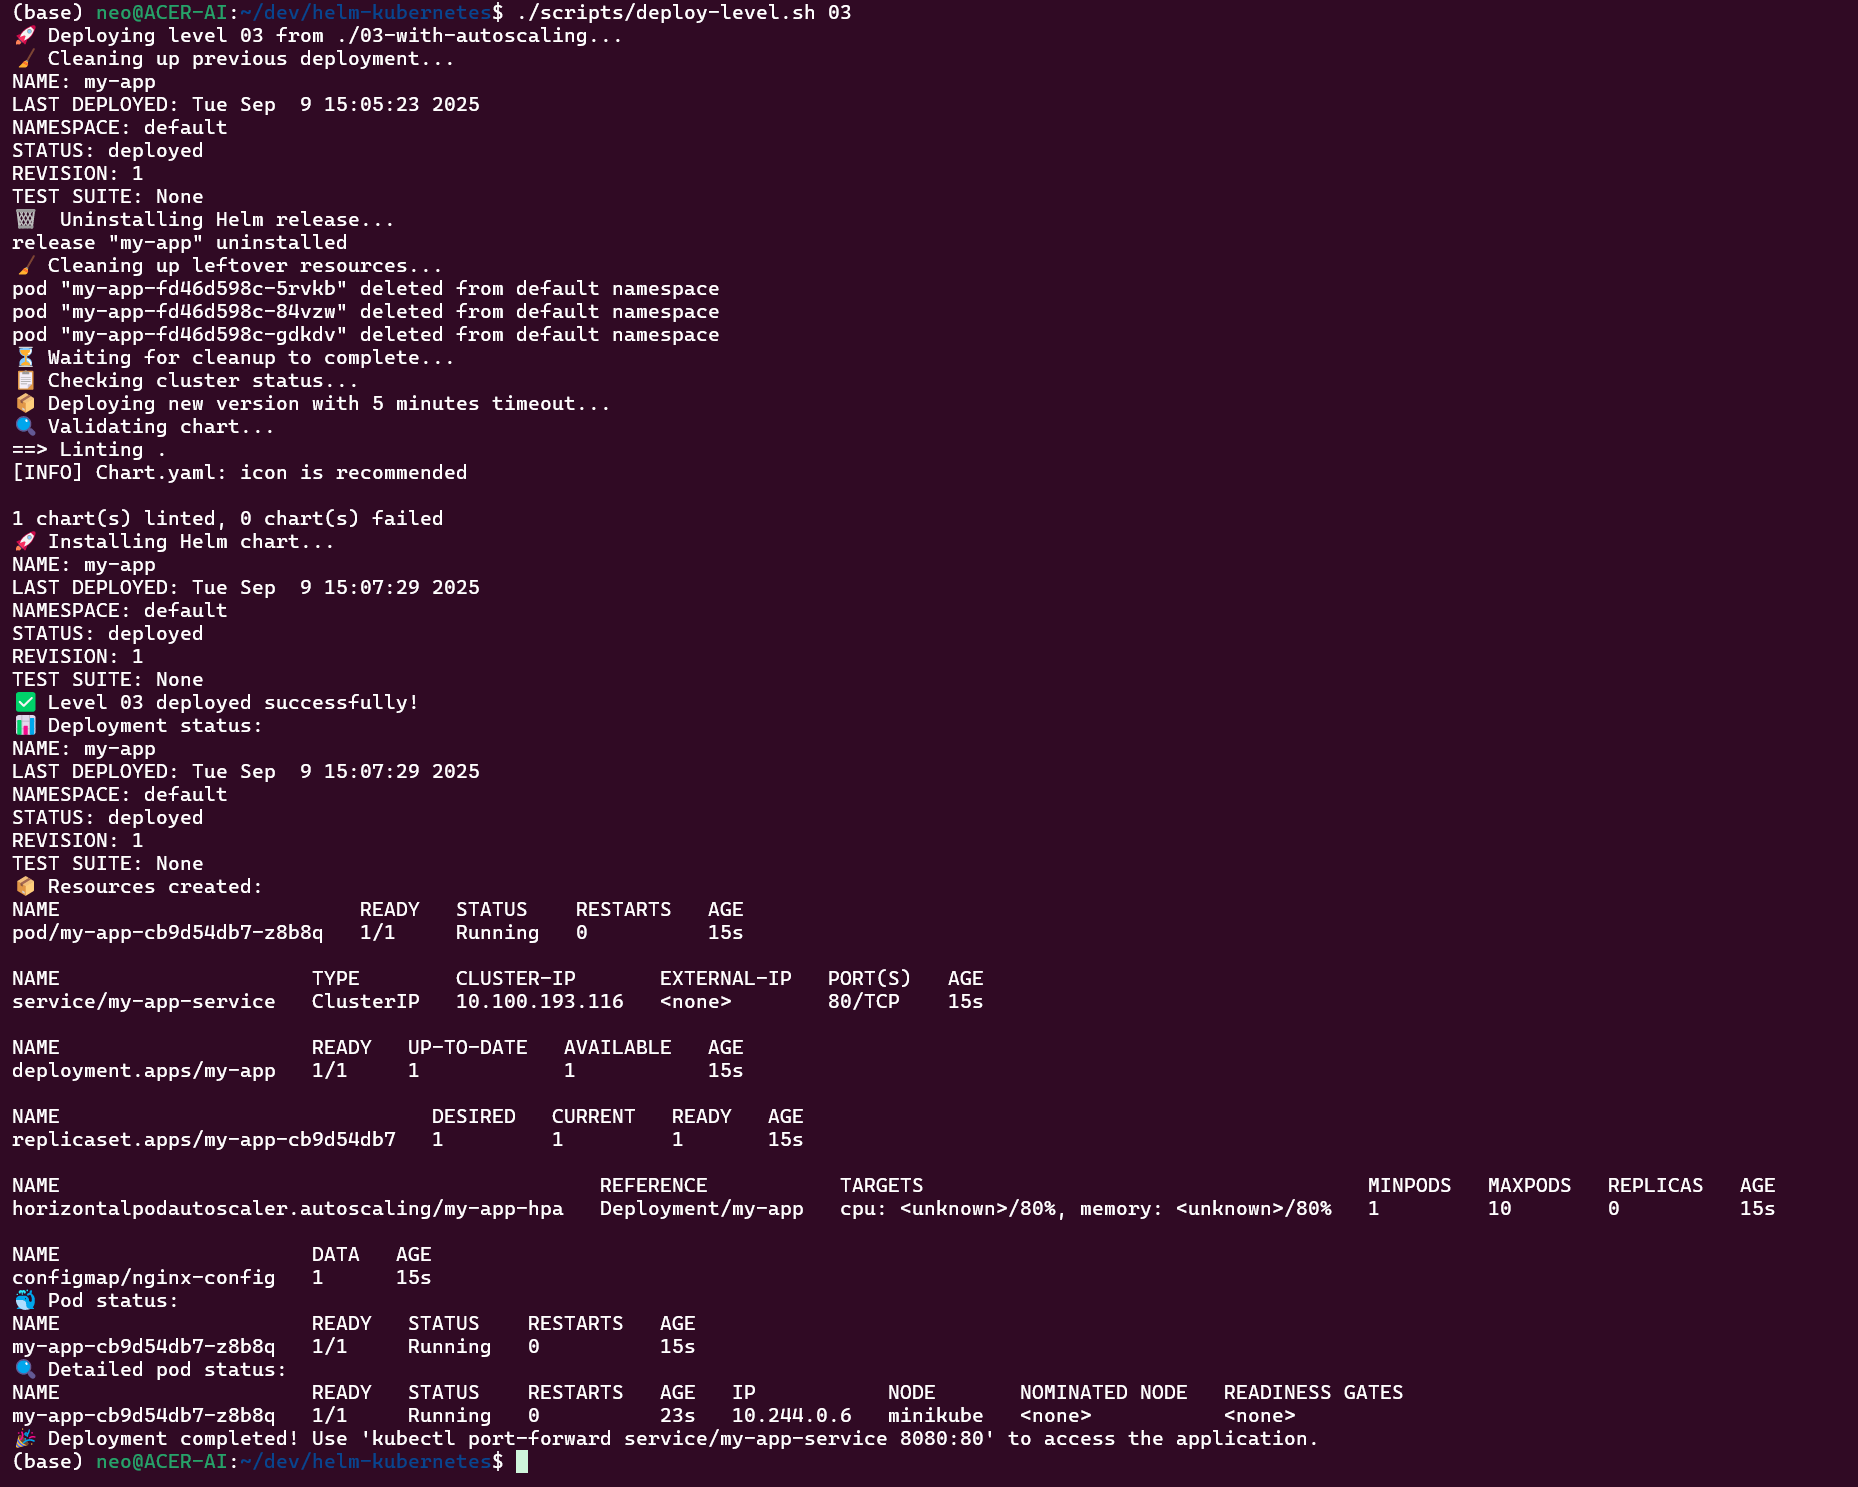 (base) neo@ACER-AI:~/dev/helm-kubernetes$ ./scripts/deploy-level.sh 03
🚀 Deploying level 03 from ./03-with-autoscaling...
🧹 Cleaning up previous deployment...
NAME: my-app
LAST DEPLOYED: Tue Sep  9 15:05:23 2025
NAMESPACE: default
STATUS: deployed
REVISION: 1
TEST SUITE: None
🗑️  Uninstalling Helm release...
release "my-app" uninstalled
🧹 Cleaning up leftover resources...
pod "my-app-fd46d598c-5rvkb" deleted from default namespace
pod "my-app-fd46d598c-84vzw" deleted from default namespace
pod "my-app-fd46d598c-gdkdv" deleted from default namespace
⏳ Waiting for cleanup to complete...
📋 Checking cluster status...
📦 Deploying new version with 5 minutes timeout...
🔍 Validating chart...
==> Linting .
[INFO] Chart.yaml: icon is recommended

1 chart(s) linted, 0 chart(s) failed
🚀 Installing Helm chart...
NAME: my-app
LAST DEPLOYED: Tue Sep  9 15:07:29 2025
NAMESPACE: default
STATUS: deployed
REVISION: 1
TEST SUITE: None
✅ Level 03 deployed successfully!
📊 Deployment status:
NAME: my-app
LAST DEPLOYED: Tue Sep  9 15:07:29 2025
NAMESPACE: default
STATUS: deployed
REVISION: 1
TEST SUITE: None
📦 Resources created:
NAME                         READY   STATUS    RESTARTS   AGE
pod/my-app-cb9d54db7-z8b8q   1/1     Running   0          15s

NAME                     TYPE        CLUSTER-IP       EXTERNAL-IP   PORT(S)   AGE
service/my-app-service   ClusterIP   10.100.193.116   <none>        80/TCP    15s

NAME                     READY   UP-TO-DATE   AVAILABLE   AGE
deployment.apps/my-app   1/1     1            1           15s

NAME                               DESIRED   CURRENT   READY   AGE
replicaset.apps/my-app-cb9d54db7   1         1         1       15s

NAME                                             REFERENCE           TARGETS                                     MINPODS   MAXPODS   REPLICAS   AGE
horizontalpodautoscaler.autoscaling/my-app-hpa   Deployment/my-app   cpu: <unknown>/80%, memory: <unknown>/80%   1         10        0          15s

NAME                     DATA   AGE
configmap/nginx-config   1      15s
🐳 Pod status:
NAME                     READY   STATUS    RESTARTS   AGE
my-app-cb9d54db7-z8b8q   1/1     Running   0          15s
🔍 Detailed pod status:
NAME                     READY   STATUS    RESTARTS   AGE   IP           NODE       NOMINATED NODE   READINESS GATES
my-app-cb9d54db7-z8b8q   1/1     Running   0          23s   10.244.0.6   minikube   <none>           <none>
🎉 Deployment completed! Use 'kubectl port-forward service/my-app-service 8080:80' to access the application.
(base) neo@ACER-AI:~/dev/helm-kubernetes$